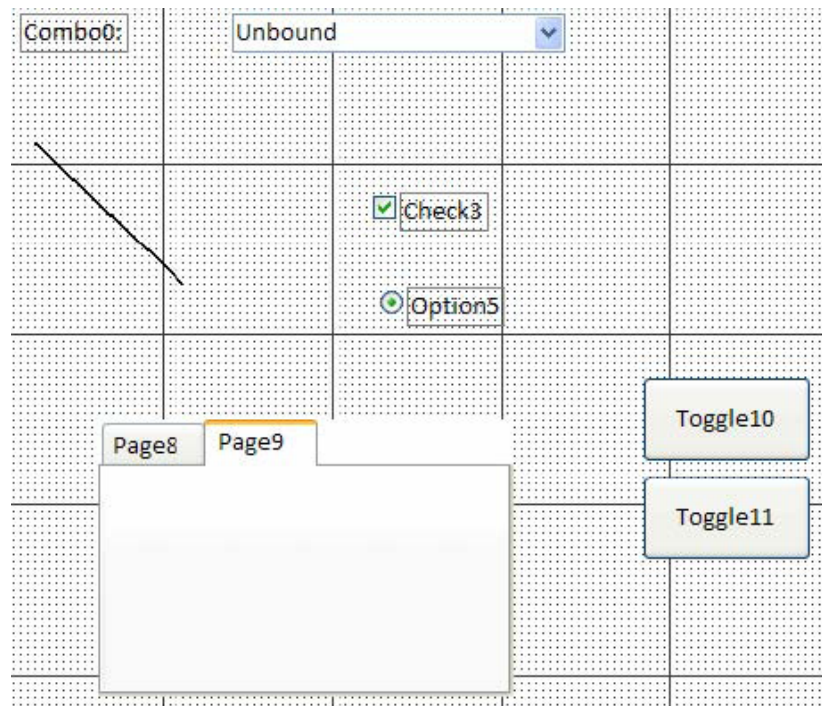 Combo0: Unbound
Check3
Option5
Toggle10
Page8 Page9
Toggle11